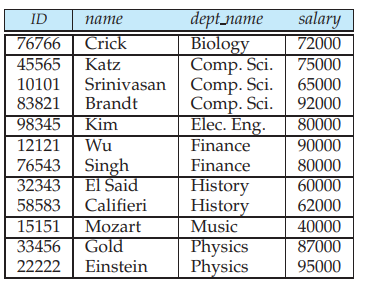 ID name dept_name salary
76766 Crick Biology 72000
45565 Katz Comp. Sci. 75000
10101 Srinivasan Comp. Sci. 65000
83821 Brandt Comp. Sci. 92000
98345 Kim Elec. Eng. 80000
12121 Wu Finance 90000
76543 Singh Finance 80000
32343 El Said History 60000
58583 Califieri History 62000
15151 Mozart Music 40000
33456 Gold Physics 87000
22222 Einstein Physics 95000